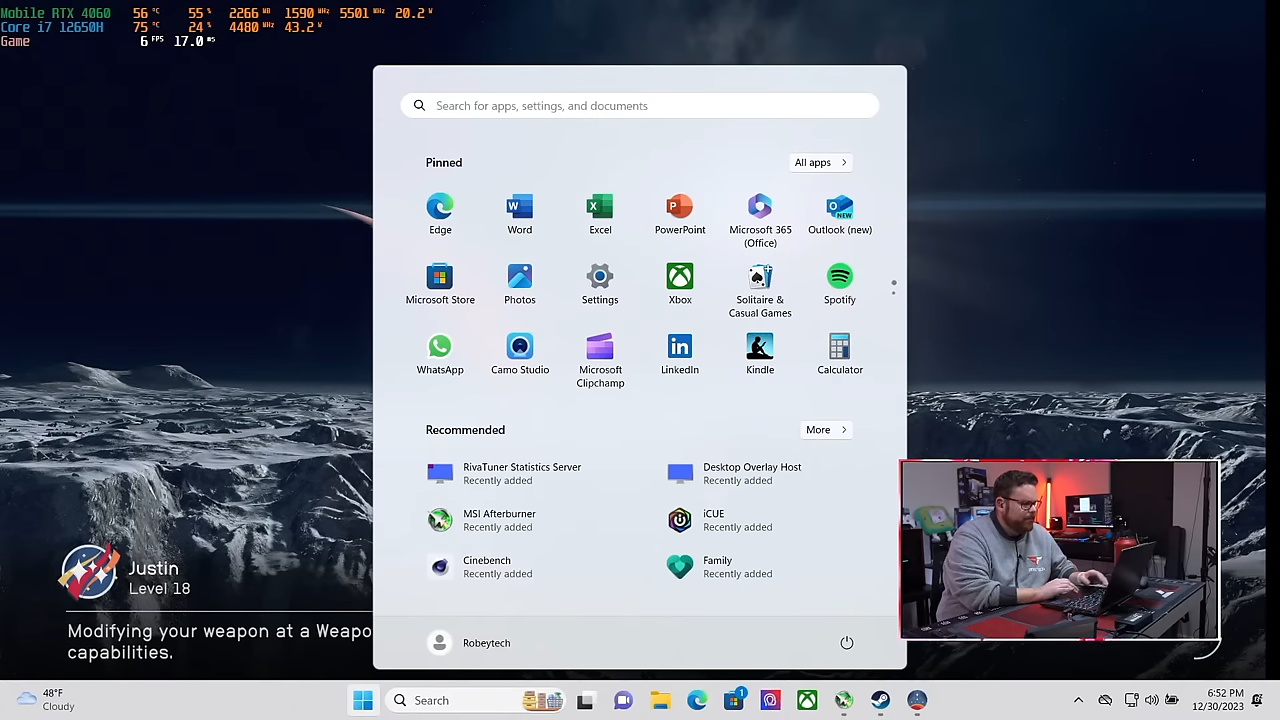 Mobile RTX 4060 56 °C 55 % 2266 MB 1590 MHz 5501 MHz 20.2 W
Core i7 12650H 75 °C 24 % 4480 MHz 43.2 W
Game 6 FPS 17.0 ms
Search for apps, settings, and documents
Pinned
All apps
Edge
Word
Excel
PowerPoint
Microsoft 365
(Office)
Outlook (new)
Microsoft Store
Photos
Settings
Xbox
Solitaire &
Casual Games
Spotify
WhatsApp
Camo Studio
Microsoft
Clipchamp
LinkedIn
Kindle
Calculator
Recommended
More
RivaTuner Statistics Server
Recently added
Desktop Overlay Host
Recently added
MSI Afterburner
Recently added
iCUE
Recently added
Cinebench
Recently added
Family
Recently added
Justin
Level 18
Modifying your weapon at a Weapo
capabilities.
Robeytech
48°F
Cloudy
Search
6:52 PM
12/30/2023